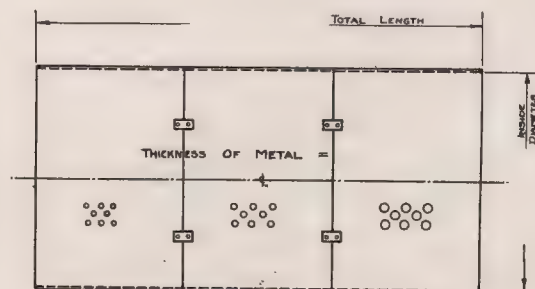 TOTAL LENGTH
INSIDE
DIAMETER
THICKNESS OF METAL =